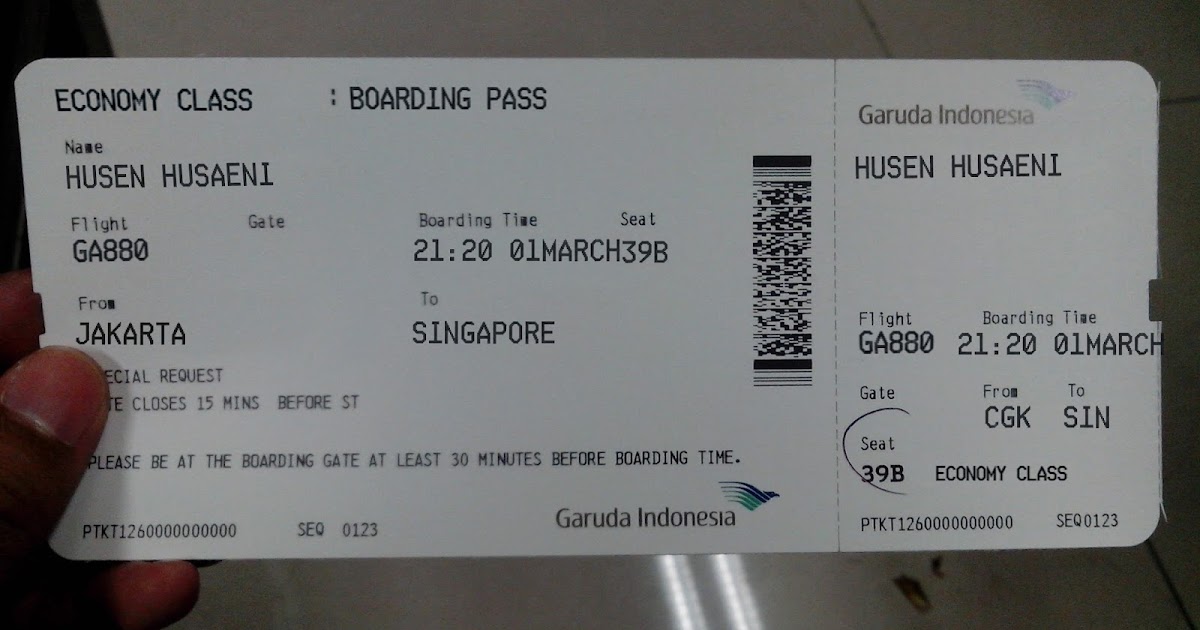 ECONOMY CLASS : BOARDING PASS
Name
HUSEN HUSAENI
Flight Gate Boarding Time Seat
GA880 21:20 01MARCH39B
From To
JAKARTA SINGAPORE
ECIAL REQUEST
TE CLOSES 15 MINS BEFORE ST
PLEASE BE AT THE BOARDING GATE AT LEAST 30 MINUTES BEFORE BOARDING TIME.
Garuda Indonesia
PTKT1260000000000 SEQ 0123
Garuda Indonesia
HUSEN HUSAENI
Flight Boarding Time
GA880 21:20 01MARCH
Gate From To
CGK SIN
Seat
39B ECONOMY CLASS
PTKT1260000000000 SEQ0123